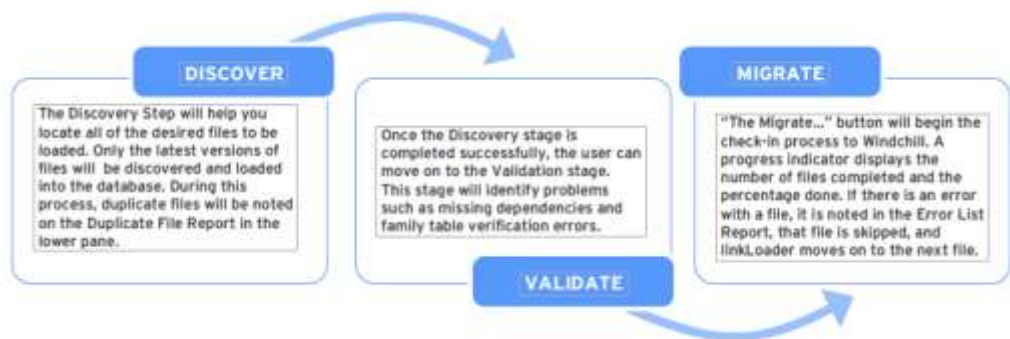 DISCOVER
The Discovery Step will help you
locate all of the desired files to be
loaded. Only the latest versions of
files will be discovered and loaded
into the database. During this
process, duplicate files will be noted
on the Duplicate File Report in the
lower pane.
Once the Discovery stage is
completed successfully, the user can
move on to the Validation stage.
This stage will identify problems
such as missing dependencies and
family table verification errors.
VALIDATE
MIGRATE
“The Migrate...” button will begin the
check-in process to Windchill. A
progress indicator displays the
number of files completed and the
percentage done. If there is an error
with a file, it is noted in the Error List
Report, that file is skipped, and
linkLoader moves on to the next file.